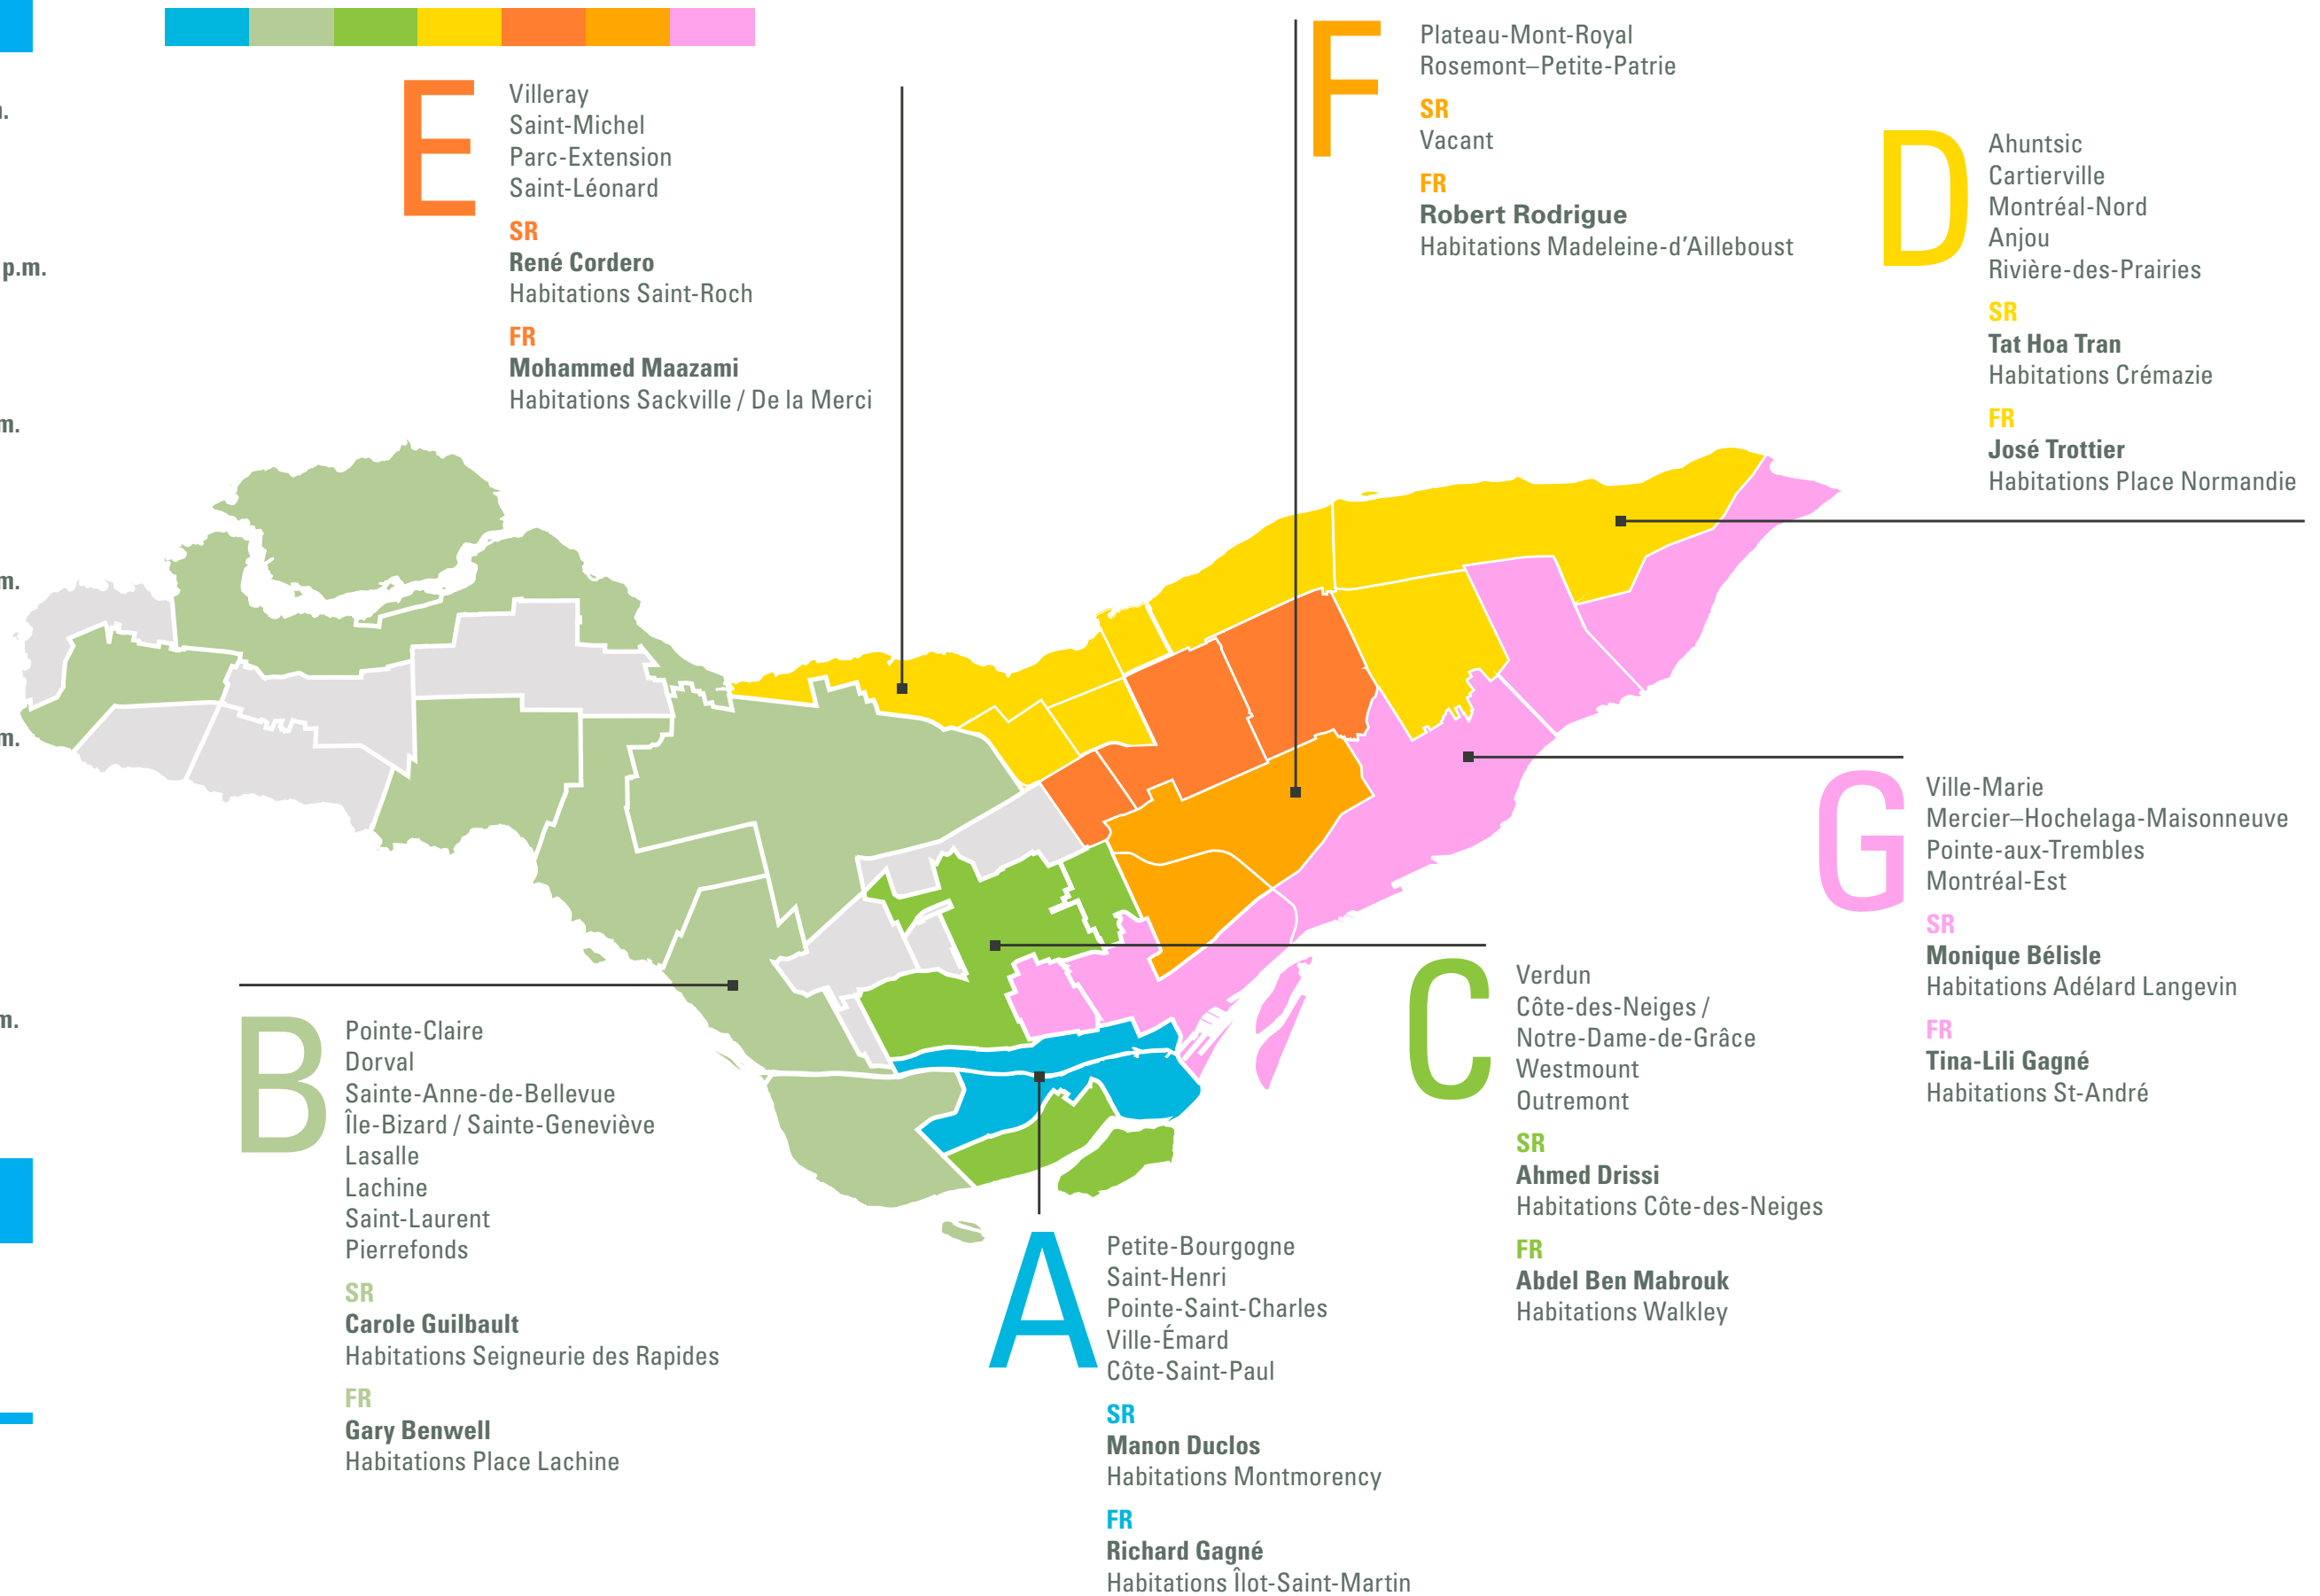 m.
p.m.
m.
m.
m.
m.
E
Villeray
Saint-Michel
Parc-Extension
Saint-Léonard
SR
René Cordero
Habitations Saint-Roch
FR
Mohammed Maazami
Habitations Sackville / De la Merci
F
Plateau-Mont-Royal
Rosemont–Petite-Patrie
SR
Vacant
FR
Robert Rodrigue
Habitations Madeleine-d’Ailleboust
D
Ahuntsic
Cartierville
Montréal-Nord
Anjou
Rivière-des-Prairies
SR
Tat Hoa Tran
Habitations Crémazie
FR
José Trottier
Habitations Place Normandie
G
Ville-Marie
Mercier–Hochelaga-Maisonneuve
Pointe-aux-Trembles
Montréal-Est
SR
Monique Bélisle
Habitations Adélard Langevin
FR
Tina-Lili Gagné
Habitations St-André
C
Verdun
Côte-des-Neiges /
Notre-Dame-de-Grâce
Westmount
Outremont
SR
Ahmed Drissi
Habitations Côte-des-Neiges
FR
Abdel Ben Mabrouk
Habitations Walkley
B
Pointe-Claire
Dorval
Sainte-Anne-de-Bellevue
Île-Bizard / Sainte-Geneviève
Lasalle
Lachine
Saint-Laurent
Pierrefonds
SR
Carole Guilbault
Habitations Seigneurie des Rapides
FR
Gary Benwell
Habitations Place Lachine
A
Petite-Bourgogne
Saint-Henri
Pointe-Saint-Charles
Ville-Émard
Côte-Saint-Paul
SR
Manon Duclos
Habitations Montmorency
FR
Richard Gagné
Habitations Îlot-Saint-Martin